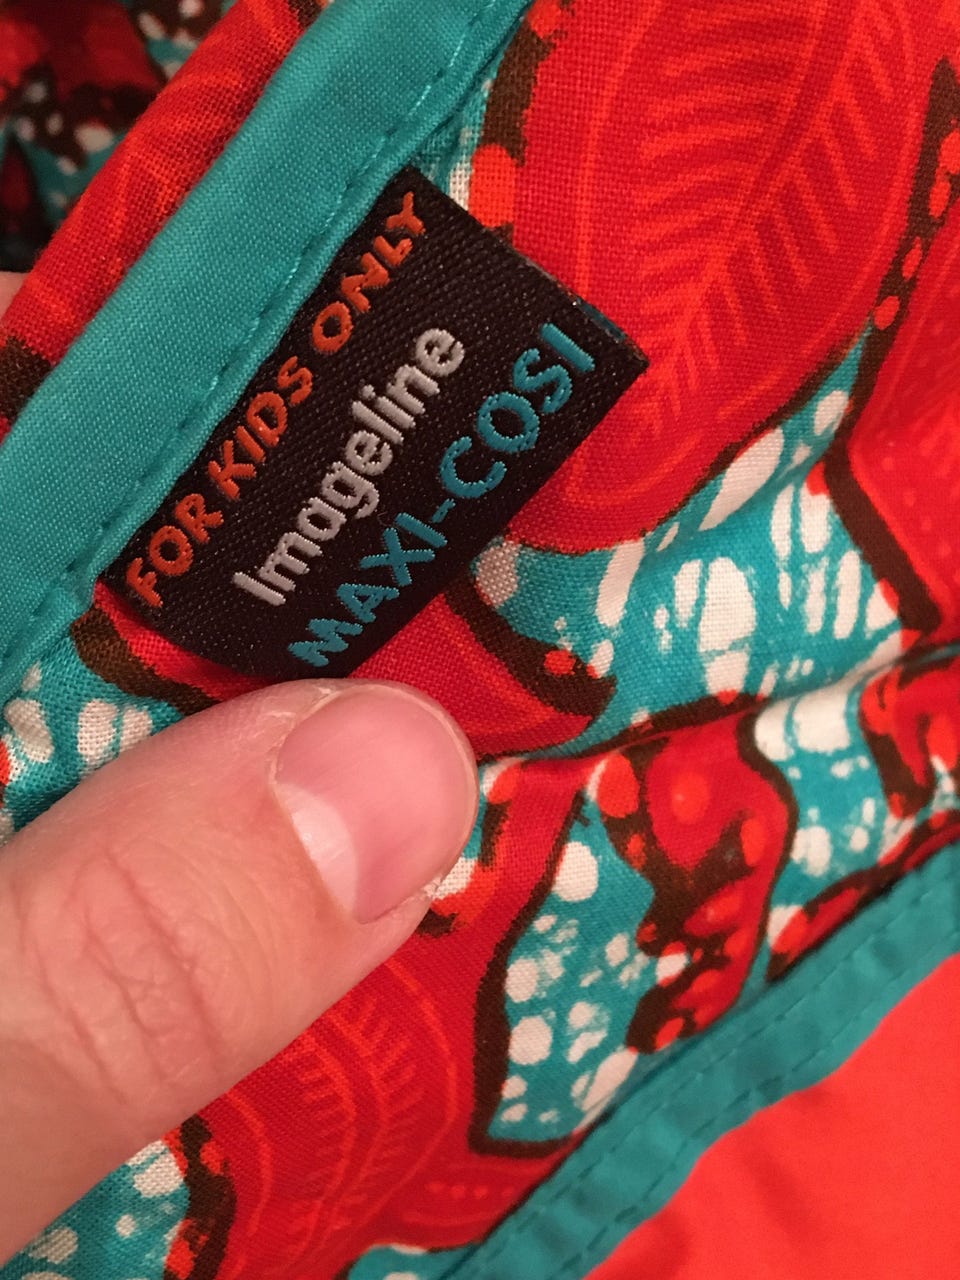 FOR KIDS ONLY
Imageline
MAXI-COSI